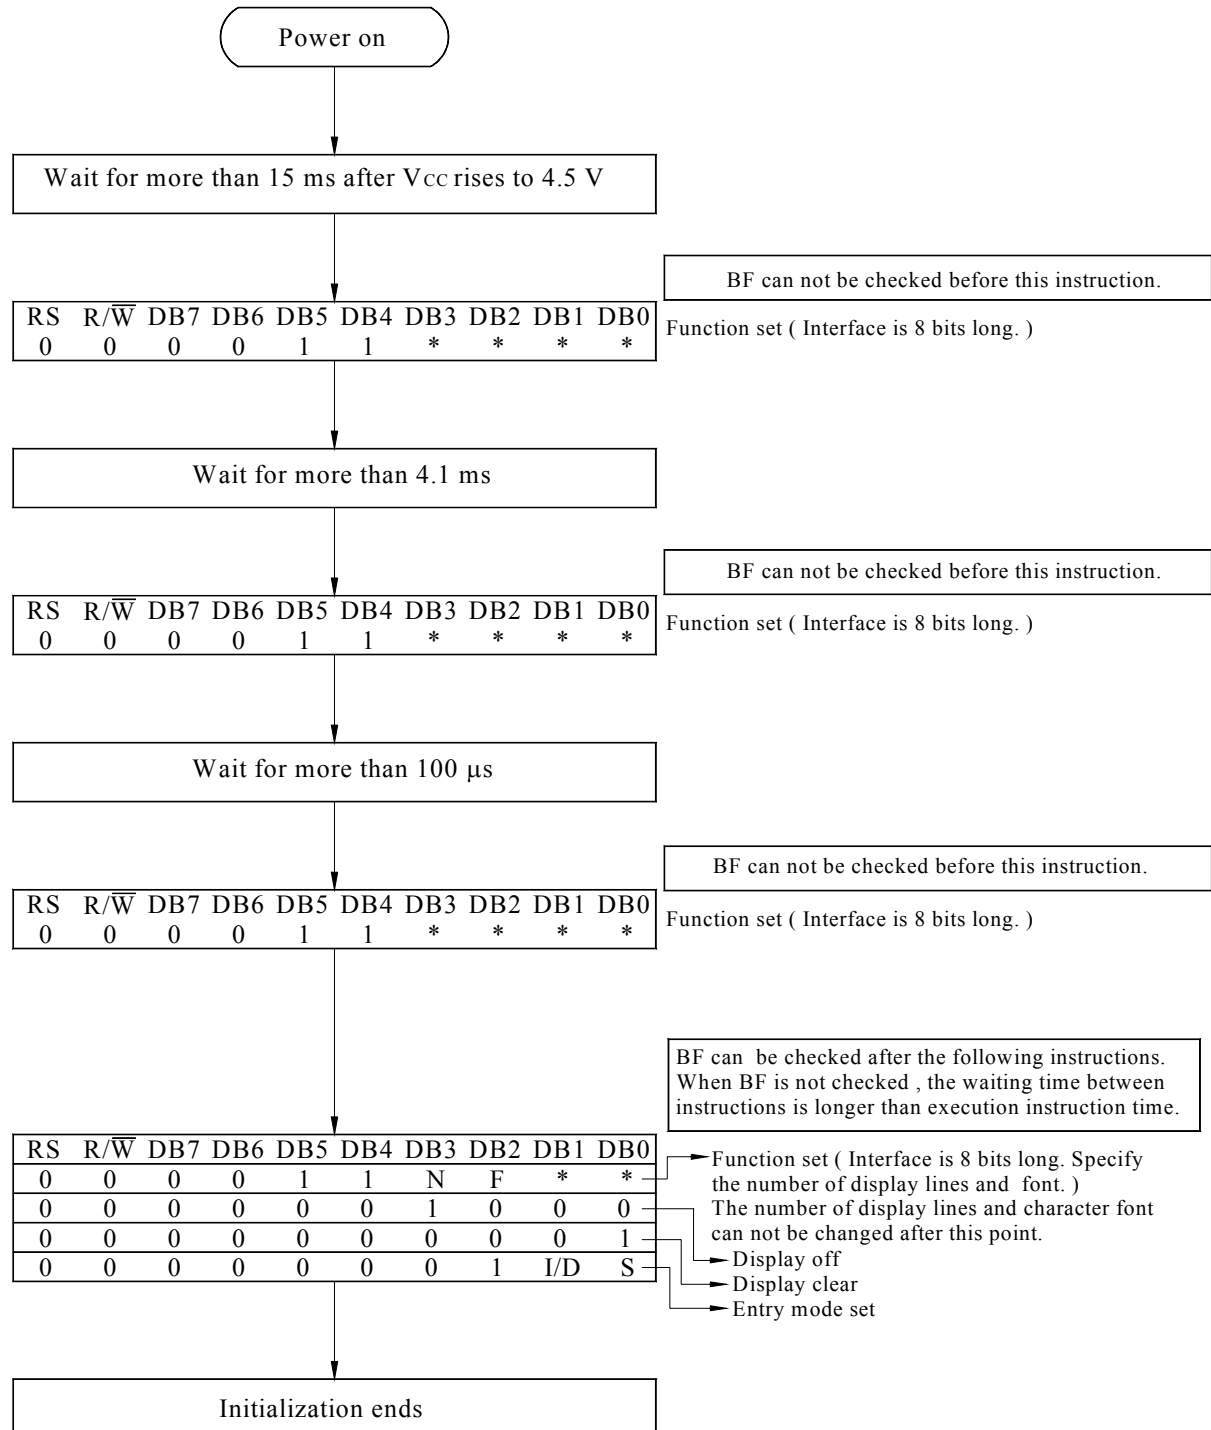 Power on
Wait for more than 15 ms after VCC rises to 4.5 V
BF can not be checked before this instruction.
RS R/W̅ DB7 DB6 DB5 DB4 DB3 DB2 DB1 DB0
0 0 0 0 1 1 * * * *
Function set ( Interface is 8 bits long. )
Wait for more than 4.1 ms
BF can not be checked before this instruction.
RS R/W̅ DB7 DB6 DB5 DB4 DB3 DB2 DB1 DB0
0 0 0 0 1 1 * * * *
Function set ( Interface is 8 bits long. )
Wait for more than 100 µs
BF can not be checked before this instruction.
RS R/W̅ DB7 DB6 DB5 DB4 DB3 DB2 DB1 DB0
0 0 0 0 1 1 * * * *
Function set ( Interface is 8 bits long. )
BF can be checked after the following instructions.
When BF is not checked , the waiting time between
instructions is longer than execution instruction time.
RS R/W̅ DB7 DB6 DB5 DB4 DB3 DB2 DB1 DB0
0 0 0 0 1 1 N F * *
0 0 0 0 0 0 1 0 0 0
0 0 0 0 0 0 0 0 0 1
0 0 0 0 0 0 0 1 I/D S
Function set ( Interface is 8 bits long. Specify
the number of display lines and font. )
The number of display lines and character font
can not be changed after this point.
Display off
Display clear
Entry mode set
Initialization ends